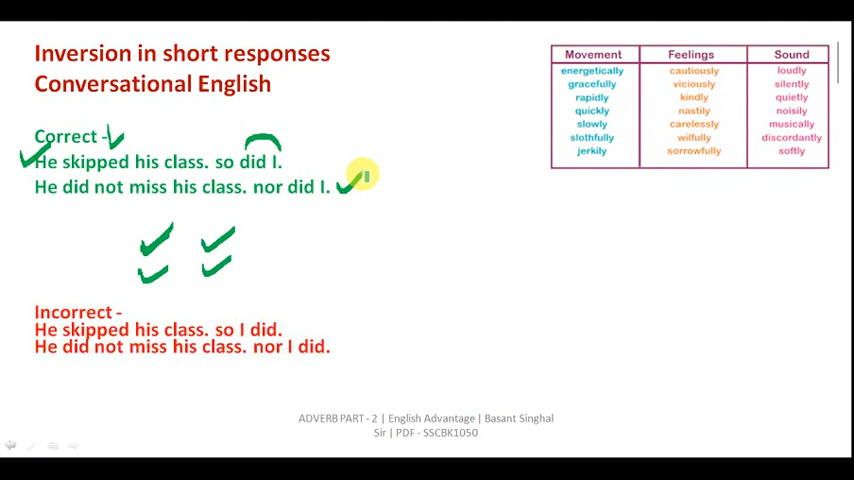 Inversion in short responses
Conversational English
Correct -
He skipped his class. so did I.
He did not miss his class. nor did I.
Incorrect -
He skipped his class. so I did.
He did not miss his class. nor I did.
Movement Feelings Sound
energetically cautiously loudly
gracefully viciously silently
rapidly kindly quietly
quickly nastily noisily
slowly carelessly musically
slothfully wilfully discordantly
jerkily sorrowfully softly
ADVERB PART - 2 | English Advantage | Basant Singhal
Sir | PDF - SSCBK1050